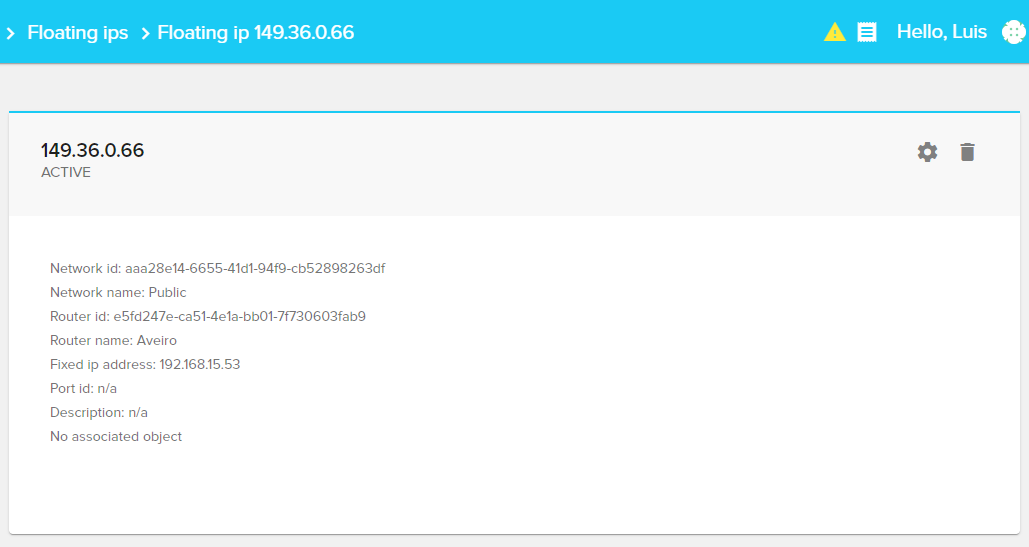 Floating ips
Floating ip 149.36.0.66
Hello, Luis
149.36.0.66
ACTIVE
Network id: aaa28e14-6655-41d1-94f9-cb52898263df
Network name: Public
Router id: e5fd247e-ca51-4e1a-bb01-7f730603fab9
Router name: Aveiro
Fixed ip address: 192.168.15.53
Port id: n/a
Description: n/a
No associated object